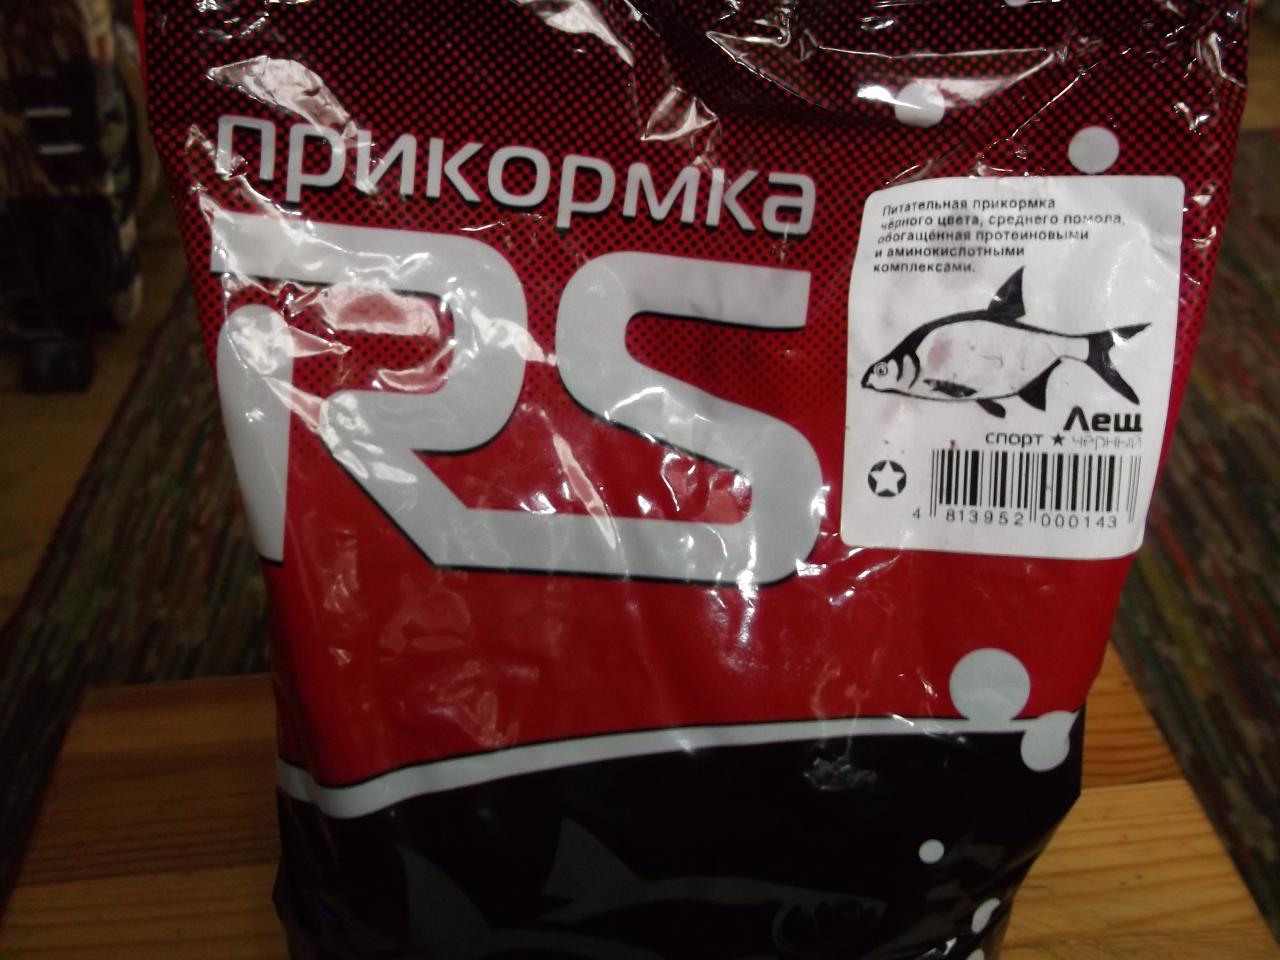 прикормка
RS
Питательная прикормка
чёрного цвета, среднего помола,
обогащённая протеиновыми
и аминокислотными
комплексами.
Лещ
спорт ★ чёрный
4 813952 000143